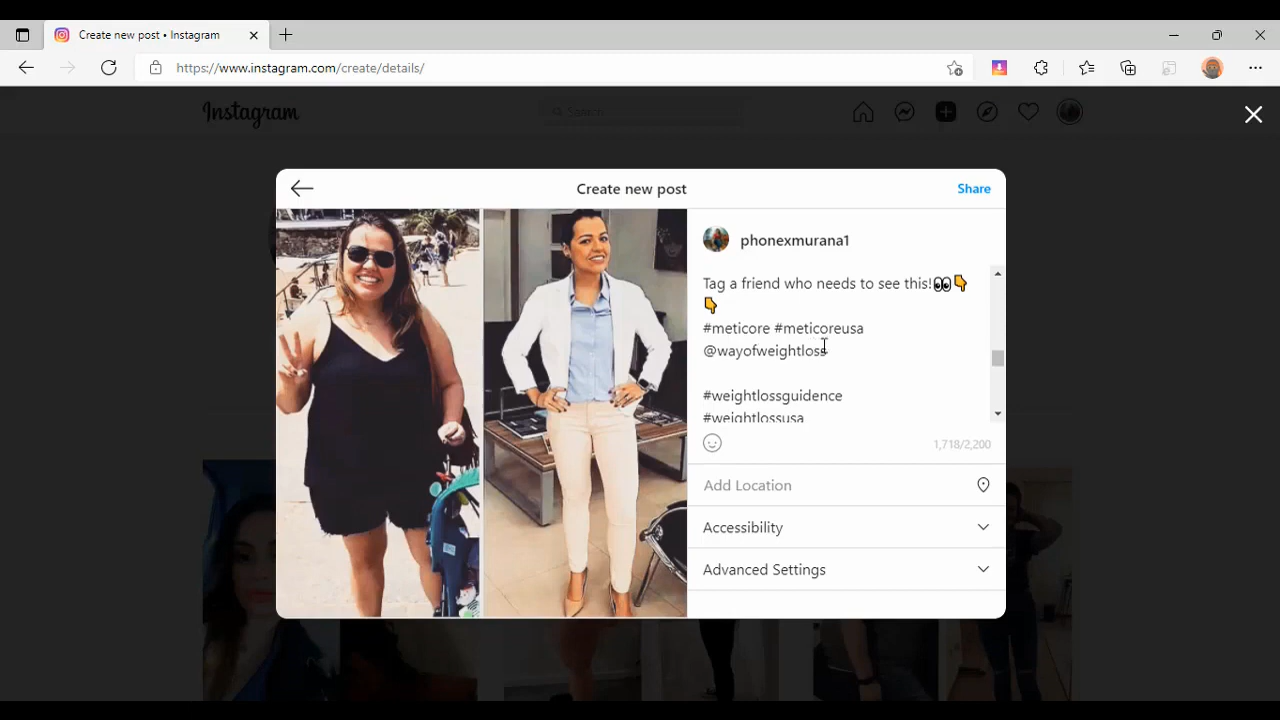 Create new post • Instagram
https://www.instagram.com/create/details/
Instagram
Search
Create new post
Share
phonexmurana1
Tag a friend who needs to see this!👀👇
👇
#meticore #meticoreusa
@wayofweightloss
#weightlossguidence
#weightlossusa
1,718/2,200
Add Location
Accessibility
Advanced Settings